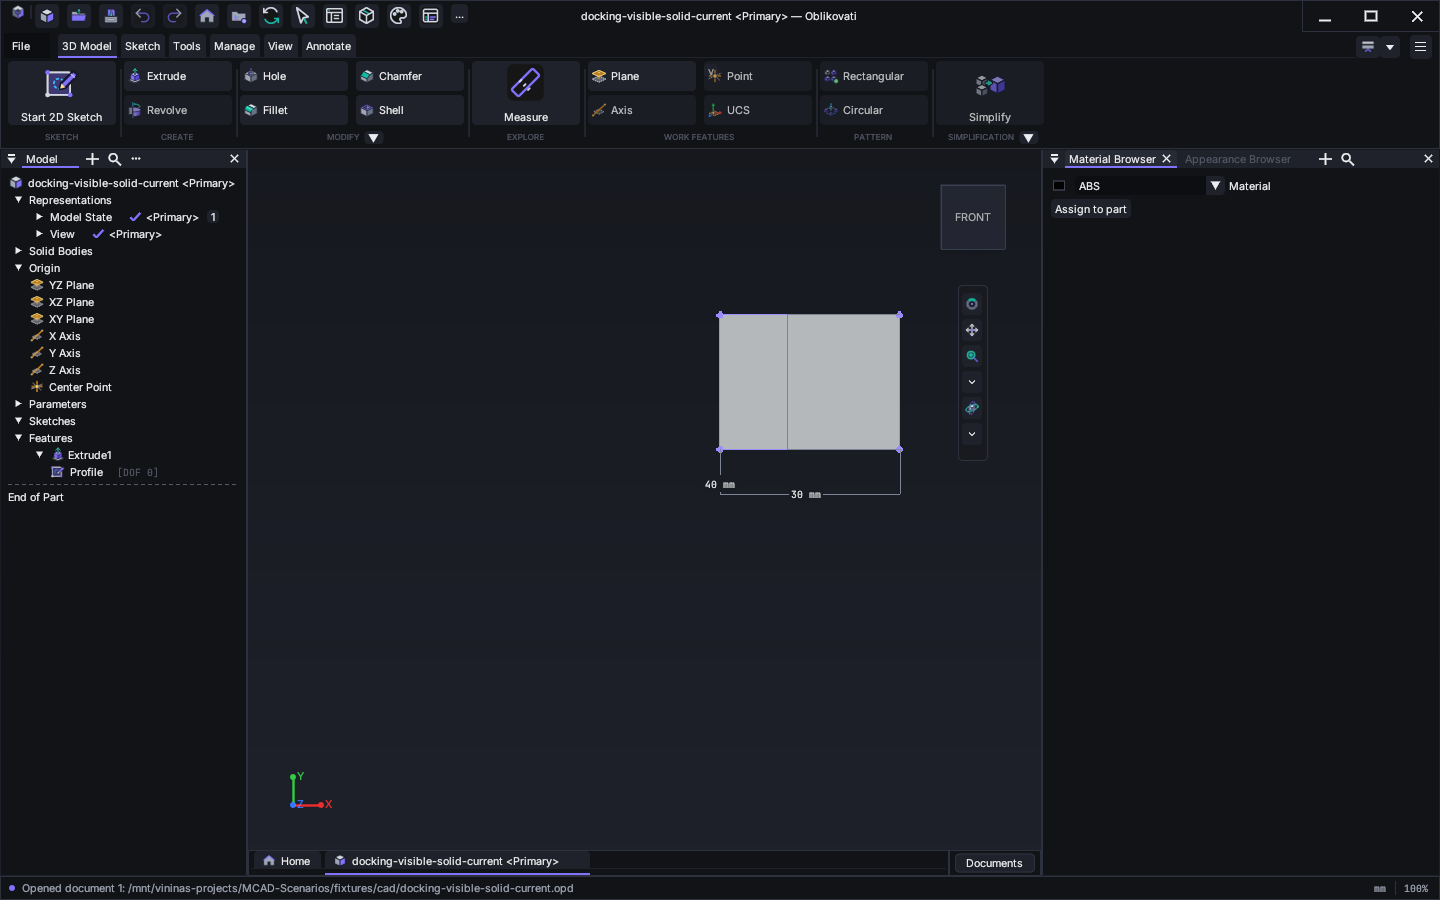 docking-visible-solid-current <Primary> — Oblikovati
File
3D Model
Sketch
Tools
Manage
View
Annotate
Start 2D Sketch
Extrude
Revolve
Hole
Fillet
Chamfer
Shell
Measure
Plane
Axis
Point
UCS
Rectangular
Circular
Simplify
SKETCH
CREATE
MODIFY
EXPLORE
WORK FEATURES
PATTERN
SIMPLIFICATION
Model
docking-visible-solid-current <Primary>
Representations
Model State <Primary> 1
View <Primary>
Solid Bodies
Origin
YZ Plane
XZ Plane
XY Plane
X Axis
Y Axis
Z Axis
Center Point
Parameters
Sketches
Features
Extrude1
Profile [DOF 0]
End of Part
FRONT
40 mm
30 mm
Y
Z
X
Material Browser
Appearance Browser
ABS
Material
Assign to part
Home
docking-visible-solid-current <Primary>
Documents
Opened document 1: /mnt/vininas-projects/MCAD-Scenarios/fixtures/cad/docking-visible-solid-current.opd
mm
100%